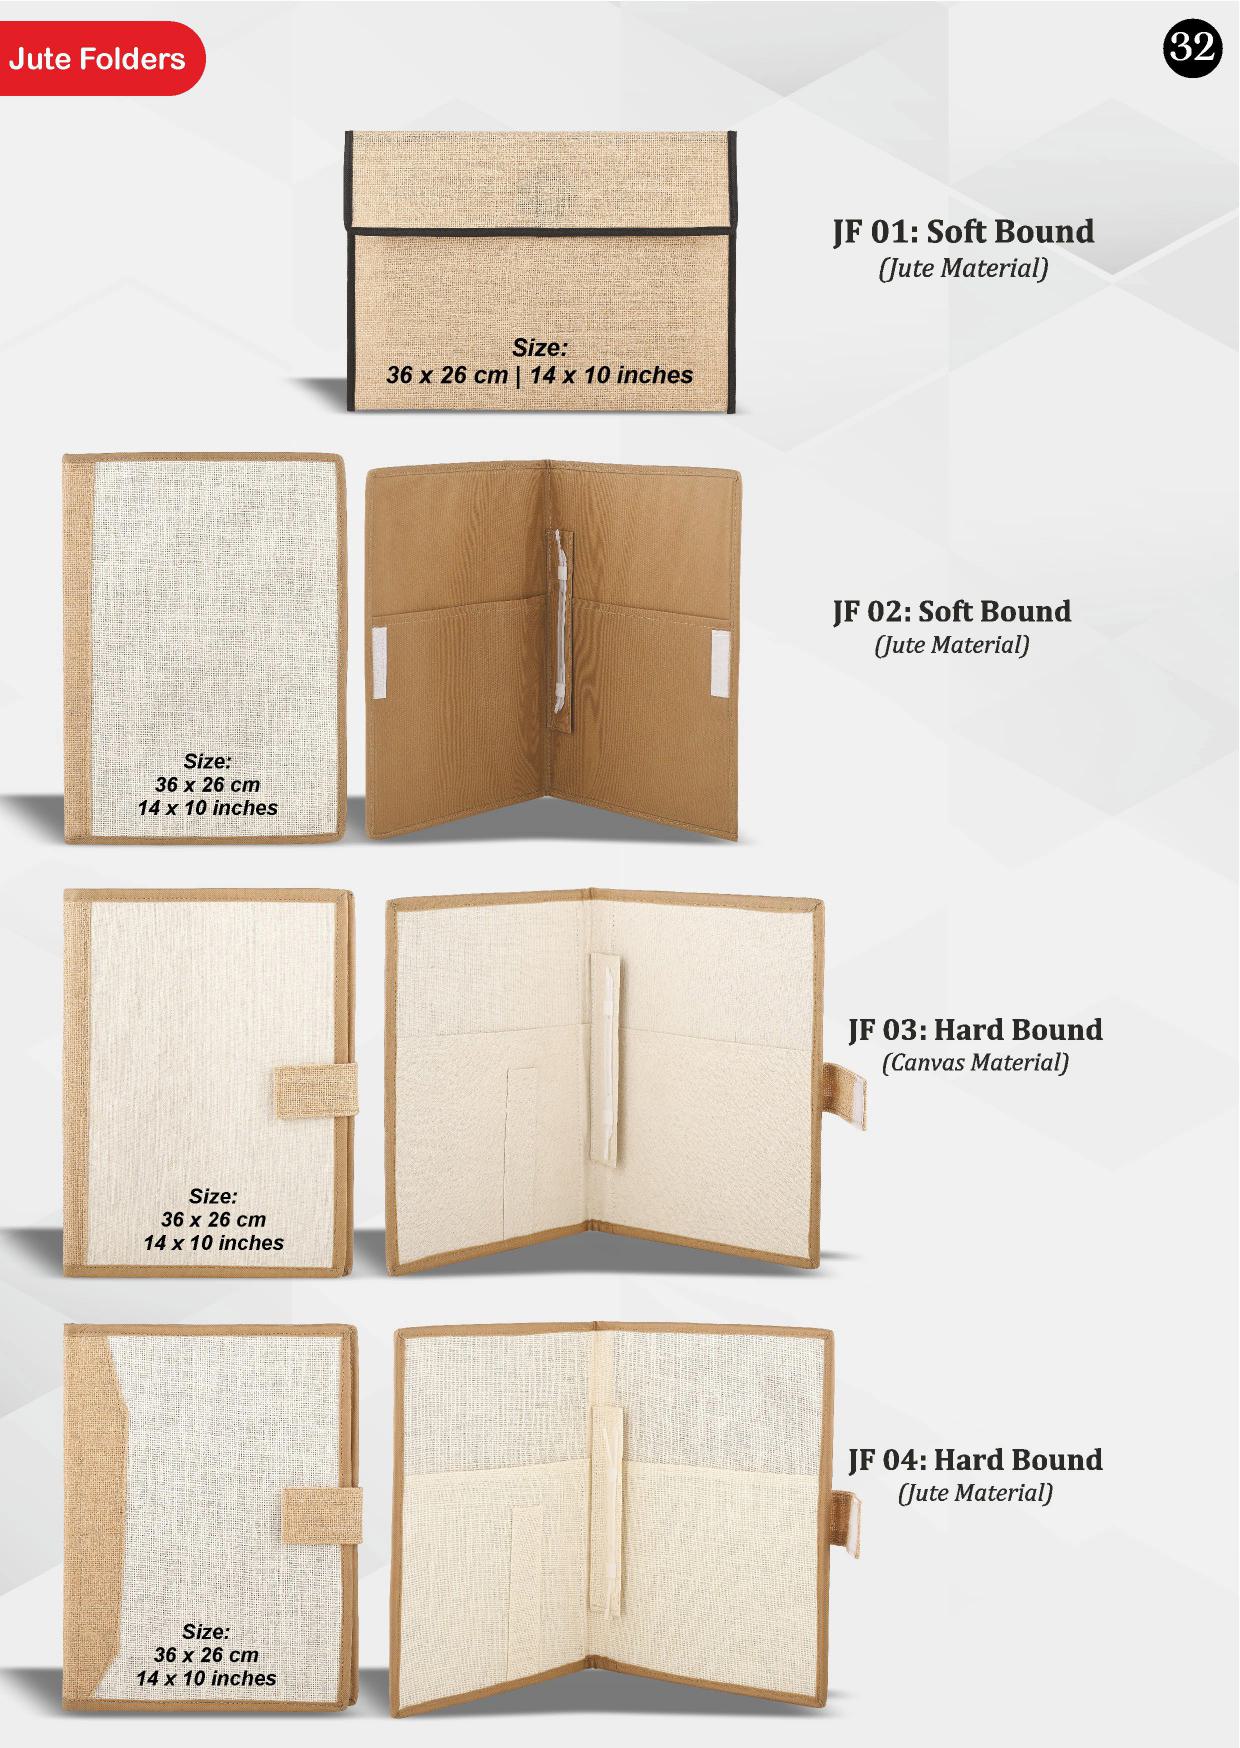 Jute Folders
32
JF 01: Soft Bound
(Jute Material)
Size:
36 x 26 cm | 14 x 10 inches
JF 02: Soft Bound
(Jute Material)
Size:
36 x 26 cm
14 x 10 inches
JF 03: Hard Bound
(Canvas Material)
Size:
36 x 26 cm
14 x 10 inches
JF 04: Hard Bound
(Jute Material)
Size:
36 x 26 cm
14 x 10 inches